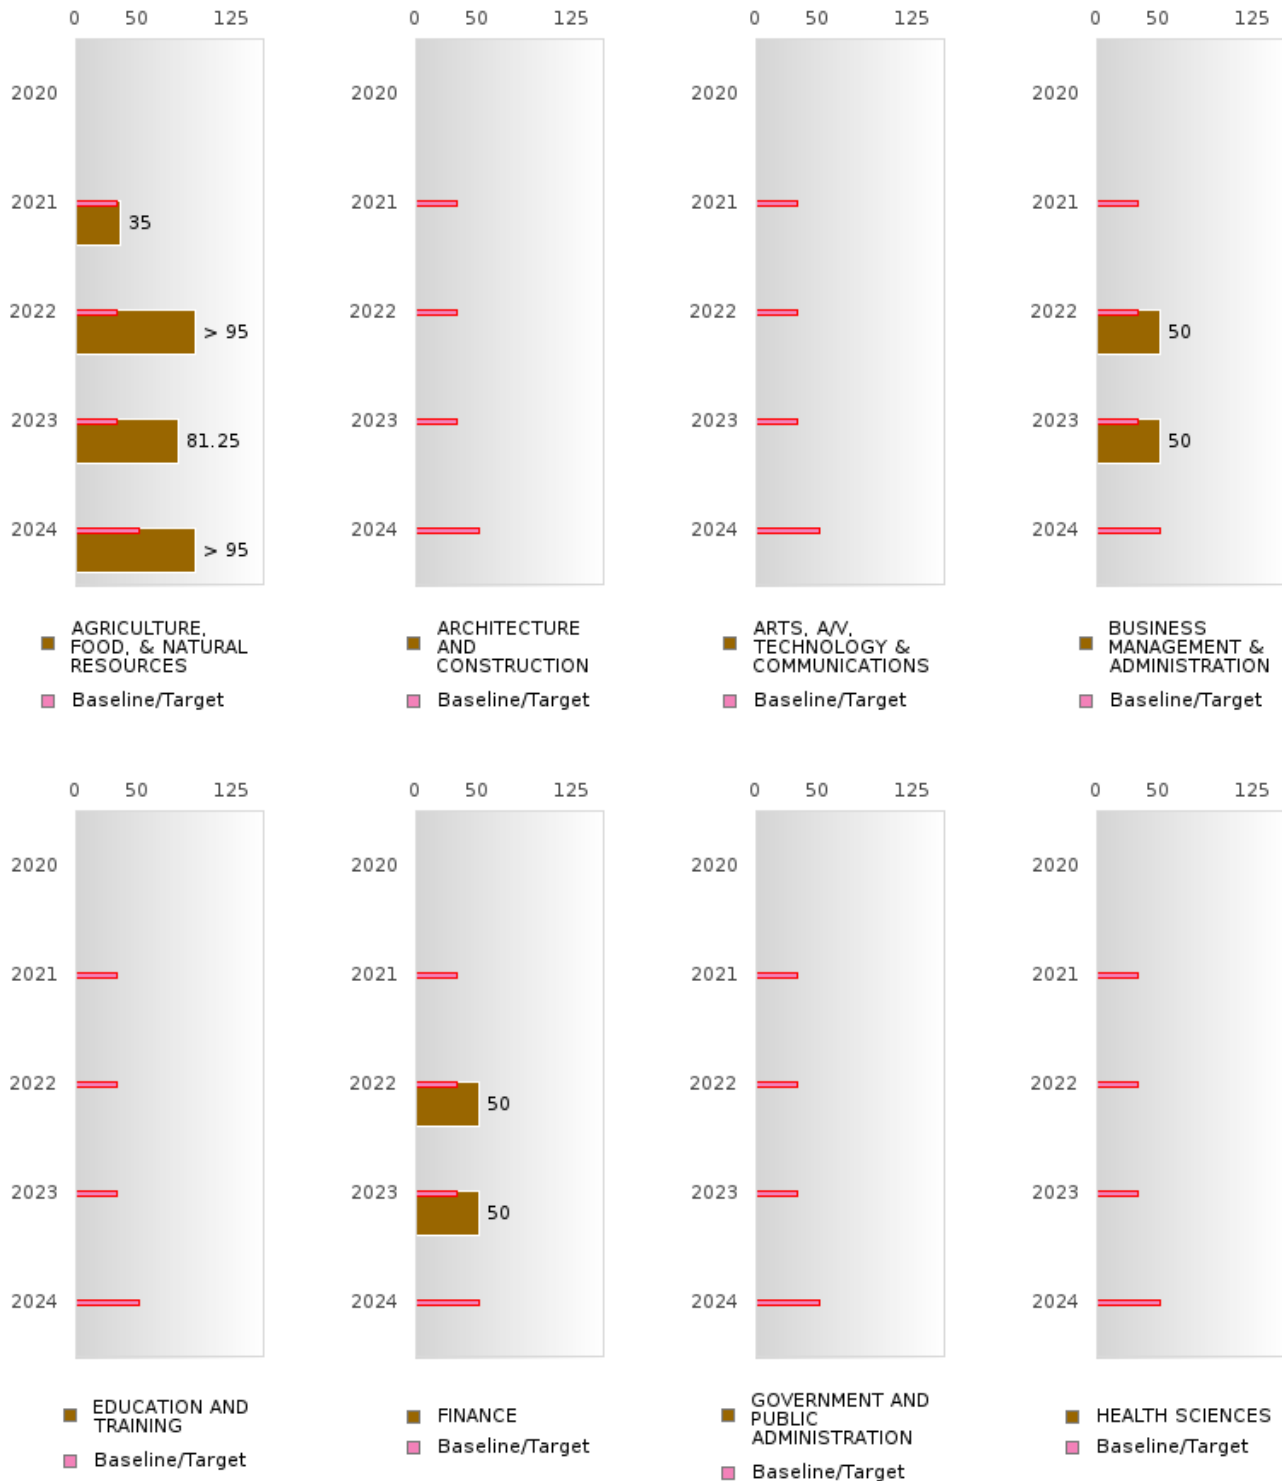 0 50 125 0 50 125 0 50 125 0 50 125
2020 2020 2020 2020
2021 35 2021 2021 2021
2022 > 95 2022 2022 2022 50
2023 81.25 2023 2023 2023 50
2024 > 95 2024 2024 2024
AGRICULTURE,
FOOD, & NATURAL
RESOURCES
Baseline/Target
ARCHITECTURE
AND
CONSTRUCTION
Baseline/Target
ARTS, A/V,
TECHNOLOGY &
COMMUNICATIONS
Baseline/Target
BUSINESS
MANAGEMENT &
ADMINISTRATION
Baseline/Target
0 50 125 0 50 125 0 50 125 0 50 125
2020 2020 2020 2020
2021 2021 2021 2021
2022 2022 50 2022 2022
2023 2023 50 2023 2023
2024 2024 2024 2024
EDUCATION AND
TRAINING
Baseline/Target
FINANCE
Baseline/Target
GOVERNMENT AND
PUBLIC
ADMINISTRATION
Baseline/Target
HEALTH SCIENCES
Baseline/Target